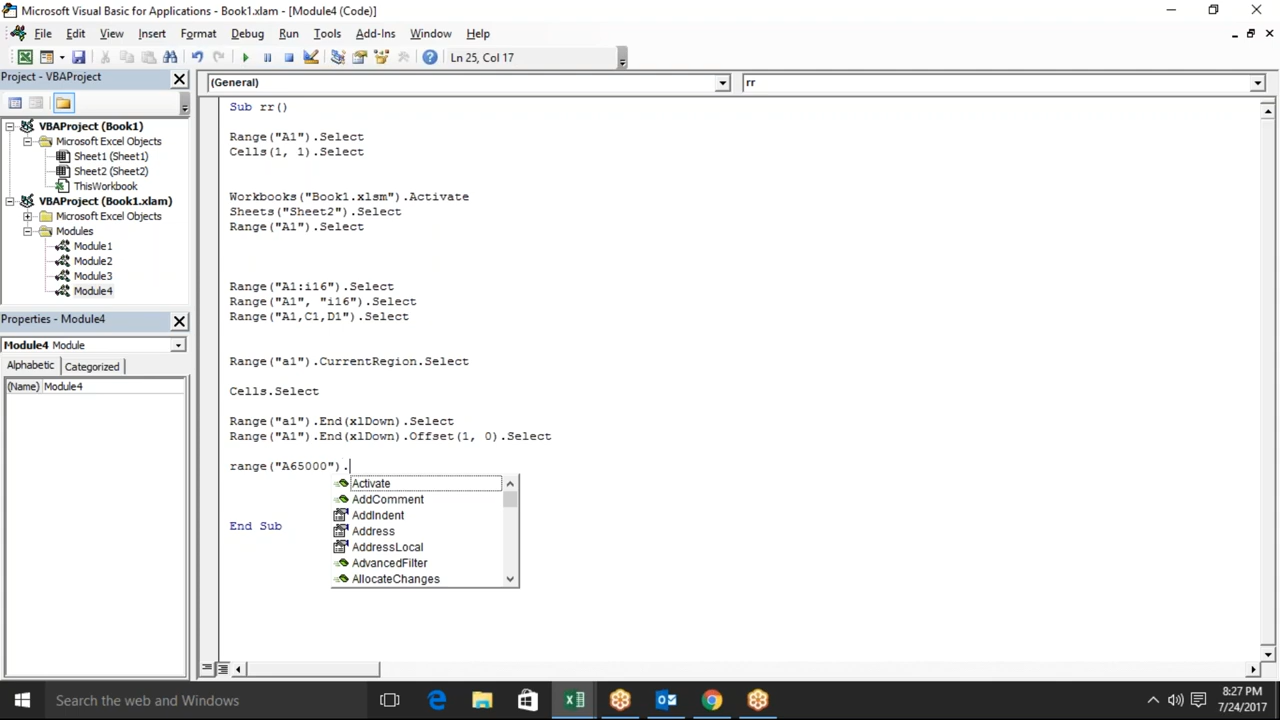 Microsoft Visual Basic for Applications - Book1.xlam - [Module4 (Code)]
File Edit View Insert Format Debug Run Tools Add-Ins Window Help
Ln 25, Col 17
Project - VBAProject
(General)
rr
VBAProject (Book1)
Microsoft Excel Objects
Sheet1 (Sheet1)
Sheet2 (Sheet2)
ThisWorkbook
VBAProject (Book1.xlam)
Microsoft Excel Objects
Modules
Module1
Module2
Module3
Module4
Properties - Module4
Module4 Module
Alphabetic Categorized
(Name) Module4
Sub rr()
Range("A1").Select
Cells(1, 1).Select
Workbooks("Book1.xlsm").Activate
Sheets("Sheet2").Select
Range("A1").Select
Range("A1:i16").Select
Range("A1", "i16").Select
Range("A1,C1,D1").Select
Range("a1").CurrentRegion.Select
Cells.Select
Range("a1").End(xlDown).Select
Range("A1").End(xlDown).Offset(1, 0).Select
range("A65000").
Activate
AddComment
AddIndent
Address
AddressLocal
AdvancedFilter
AllocateChanges
End Sub
Search the web and Windows
8:27 PM
7/24/2017